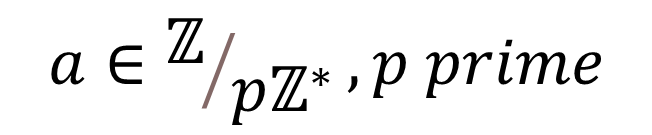 a ∈ ℤ/pℤ* , p prime